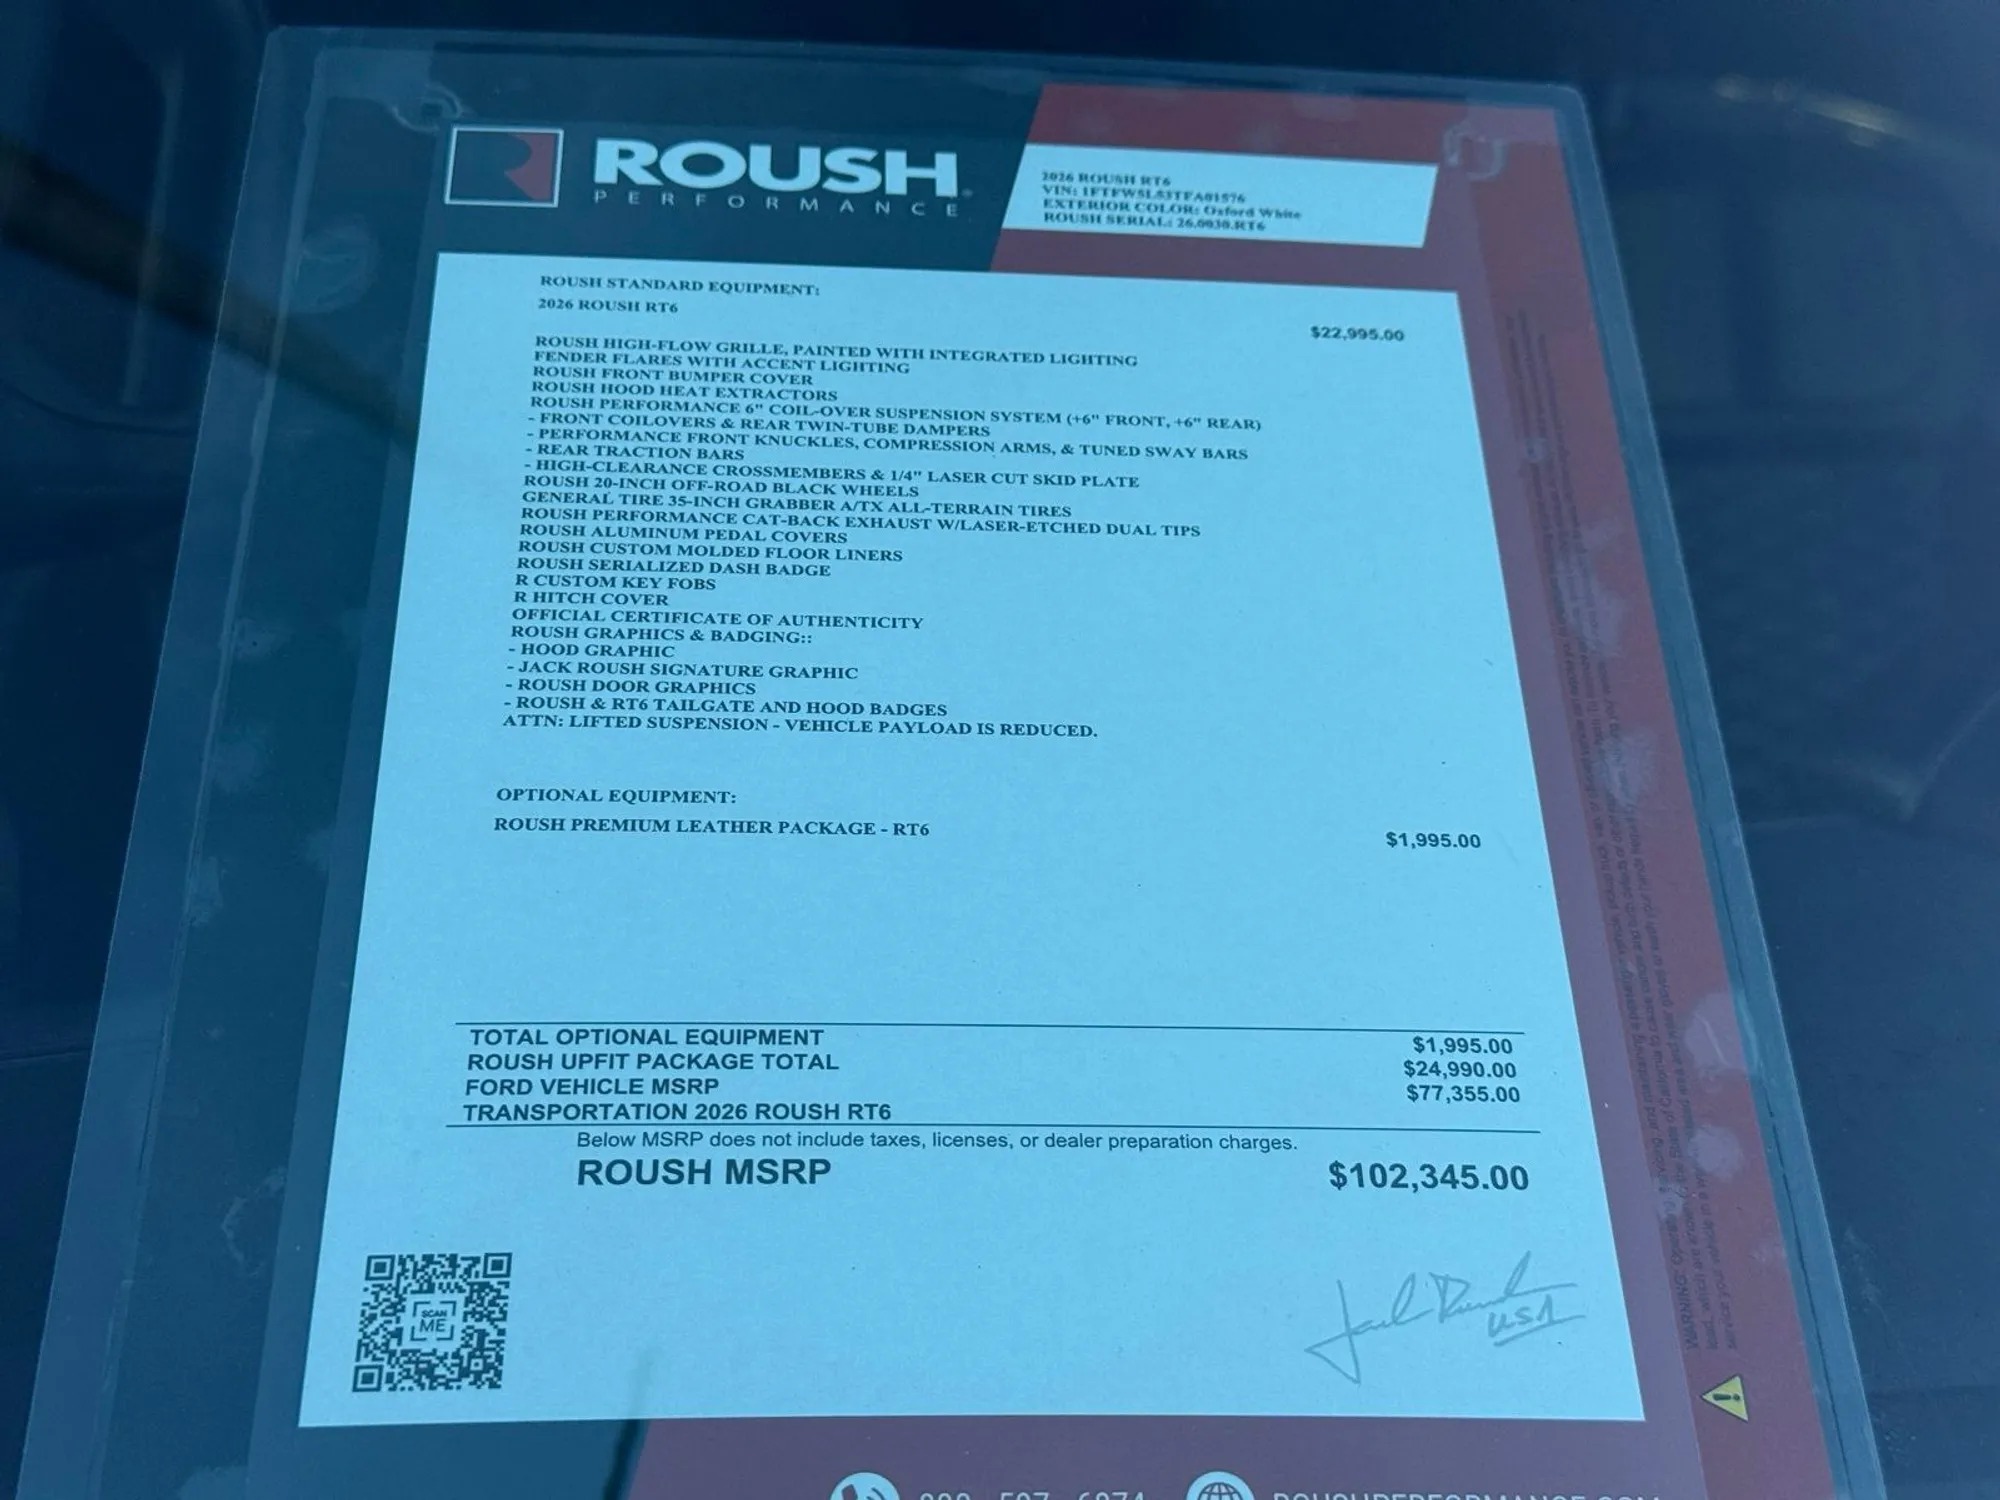 ROUSH
PERFORMANCE
2026 ROUSH RT6
VIN: 1FTFW5L83TFA01576
EXTERIOR COLOR: Oxford White
ROUSH SERIAL: 26.0030.RT6
ROUSH STANDARD EQUIPMENT:
2026 ROUSH RT6
$22,995.00
ROUSH HIGH-FLOW GRILLE, PAINTED WITH INTEGRATED LIGHTING
FENDER FLARES WITH ACCENT LIGHTING
ROUSH FRONT BUMPER COVER
ROUSH HOOD HEAT EXTRACTORS
ROUSH PERFORMANCE 6" COIL-OVER SUSPENSION SYSTEM (+6" FRONT, +6" REAR)
- FRONT COILOVERS & REAR TWIN-TUBE DAMPERS
- PERFORMANCE FRONT KNUCKLES, COMPRESSION ARMS, & TUNED SWAY BARS
- REAR TRACTION BARS
- HIGH-CLEARANCE CROSSMEMBERS & 1/4" LASER CUT SKID PLATE
ROUSH 20-INCH OFF-ROAD BLACK WHEELS
GENERAL TIRE 35-INCH GRABBER A/TX ALL-TERRAIN TIRES
ROUSH PERFORMANCE CAT-BACK EXHAUST W/LASER-ETCHED DUAL TIPS
ROUSH ALUMINUM PEDAL COVERS
ROUSH CUSTOM MOLDED FLOOR LINERS
ROUSH SERIALIZED DASH BADGE
R CUSTOM KEY FOBS
R HITCH COVER
OFFICIAL CERTIFICATE OF AUTHENTICITY
ROUSH GRAPHICS & BADGING::
- HOOD GRAPHIC
- JACK ROUSH SIGNATURE GRAPHIC
- ROUSH DOOR GRAPHICS
- ROUSH & RT6 TAILGATE AND HOOD BADGES
ATTN: LIFTED SUSPENSION - VEHICLE PAYLOAD IS REDUCED.
OPTIONAL EQUIPMENT:
ROUSH PREMIUM LEATHER PACKAGE - RT6 $1,995.00
TOTAL OPTIONAL EQUIPMENT $1,995.00
ROUSH UPFIT PACKAGE TOTAL $24,990.00
FORD VEHICLE MSRP $77,355.00
TRANSPORTATION 2026 ROUSH RT6
Below MSRP does not include taxes, licenses, or dealer preparation charges.
ROUSH MSRP $102,345.00
SCAN
ME
Jack Roush
USA